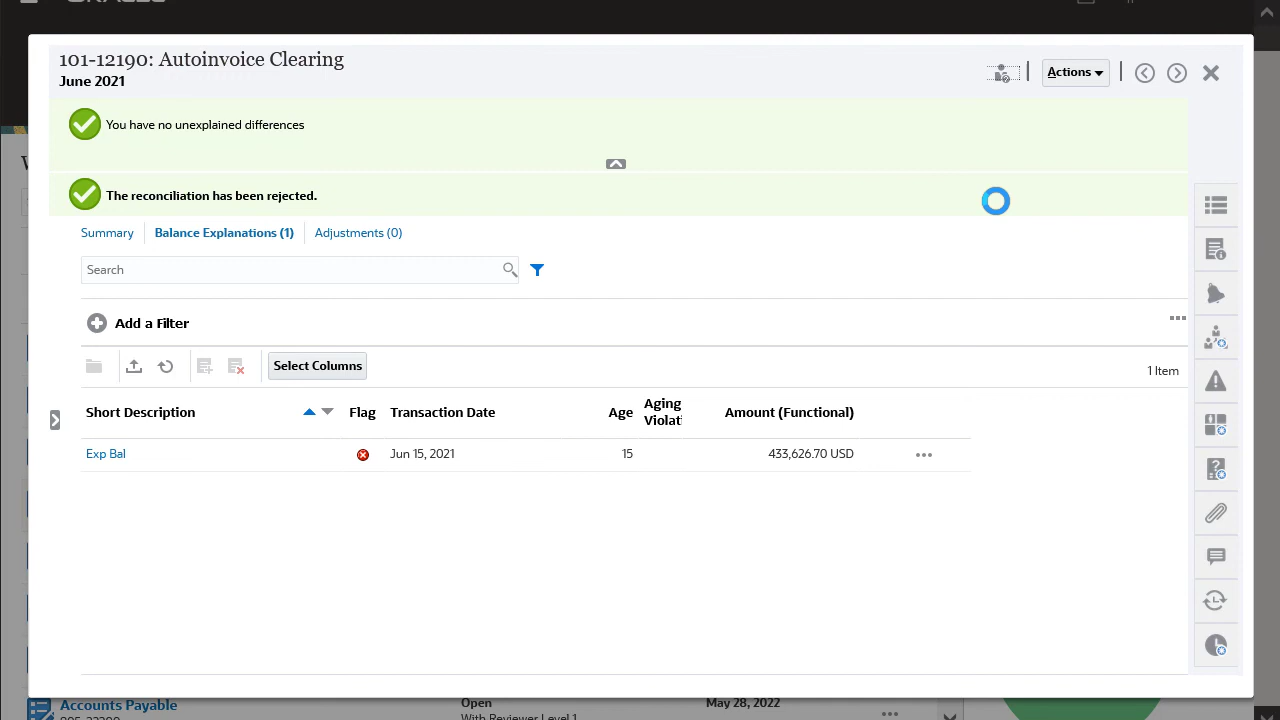 101-12190: Autoinvoice Clearing
June 2021
Actions
You have no unexplained differences
The reconciliation has been rejected.
Summary
Balance Explanations (1)
Adjustments (0)
Search
Add a Filter
Select Columns
1 Item
Short Description Flag Transaction Date Age Aging Amount (Functional)
Violati
Exp Bal Jun 15, 2021 15 433,626.70 USD
Accounts Payable Open May 28, 2022
With Reviewer Level 1